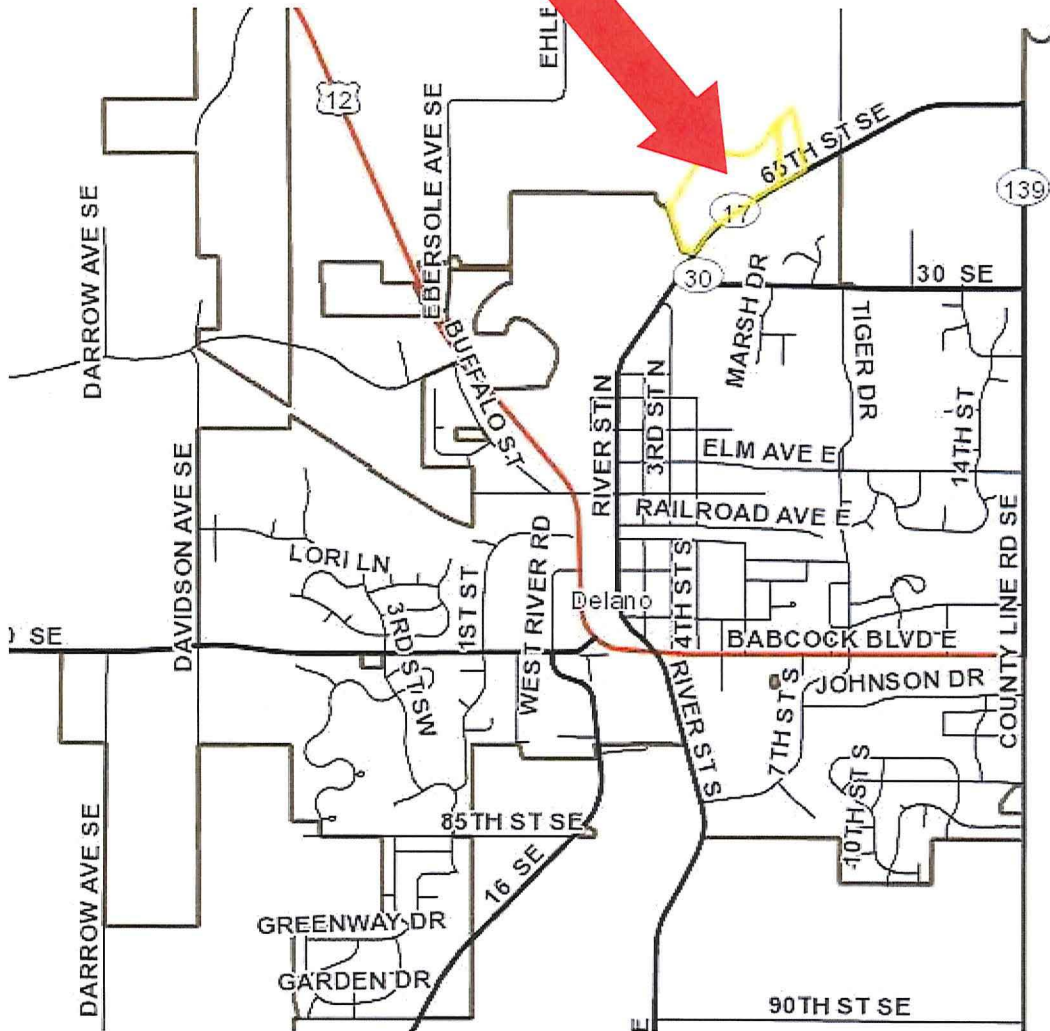 EHLE
12
EBERSOLE AVE SE
65TH ST SE
17
139
DARROW AVE SE
30
30 SE
BUFFALO ST
MARSH DR
TIGER DR
RIVER ST N
3RD ST N
ELM AVE E
14TH ST
RAILROAD AVE E
DAVIDSON AVE SE
LORI LN
1ST ST
WEST RIVER RD
Delano
4TH ST S
BABCOCK BLVD E
COUNTY LINE RD SE
SE
3RD ST SW
RIVER ST S
JOHNSON DR
7TH ST S
10TH ST S
85TH ST SE
16 SE
DARROW AVE SE
GREENWAY DR
GARDEN DR
90TH ST SE
E